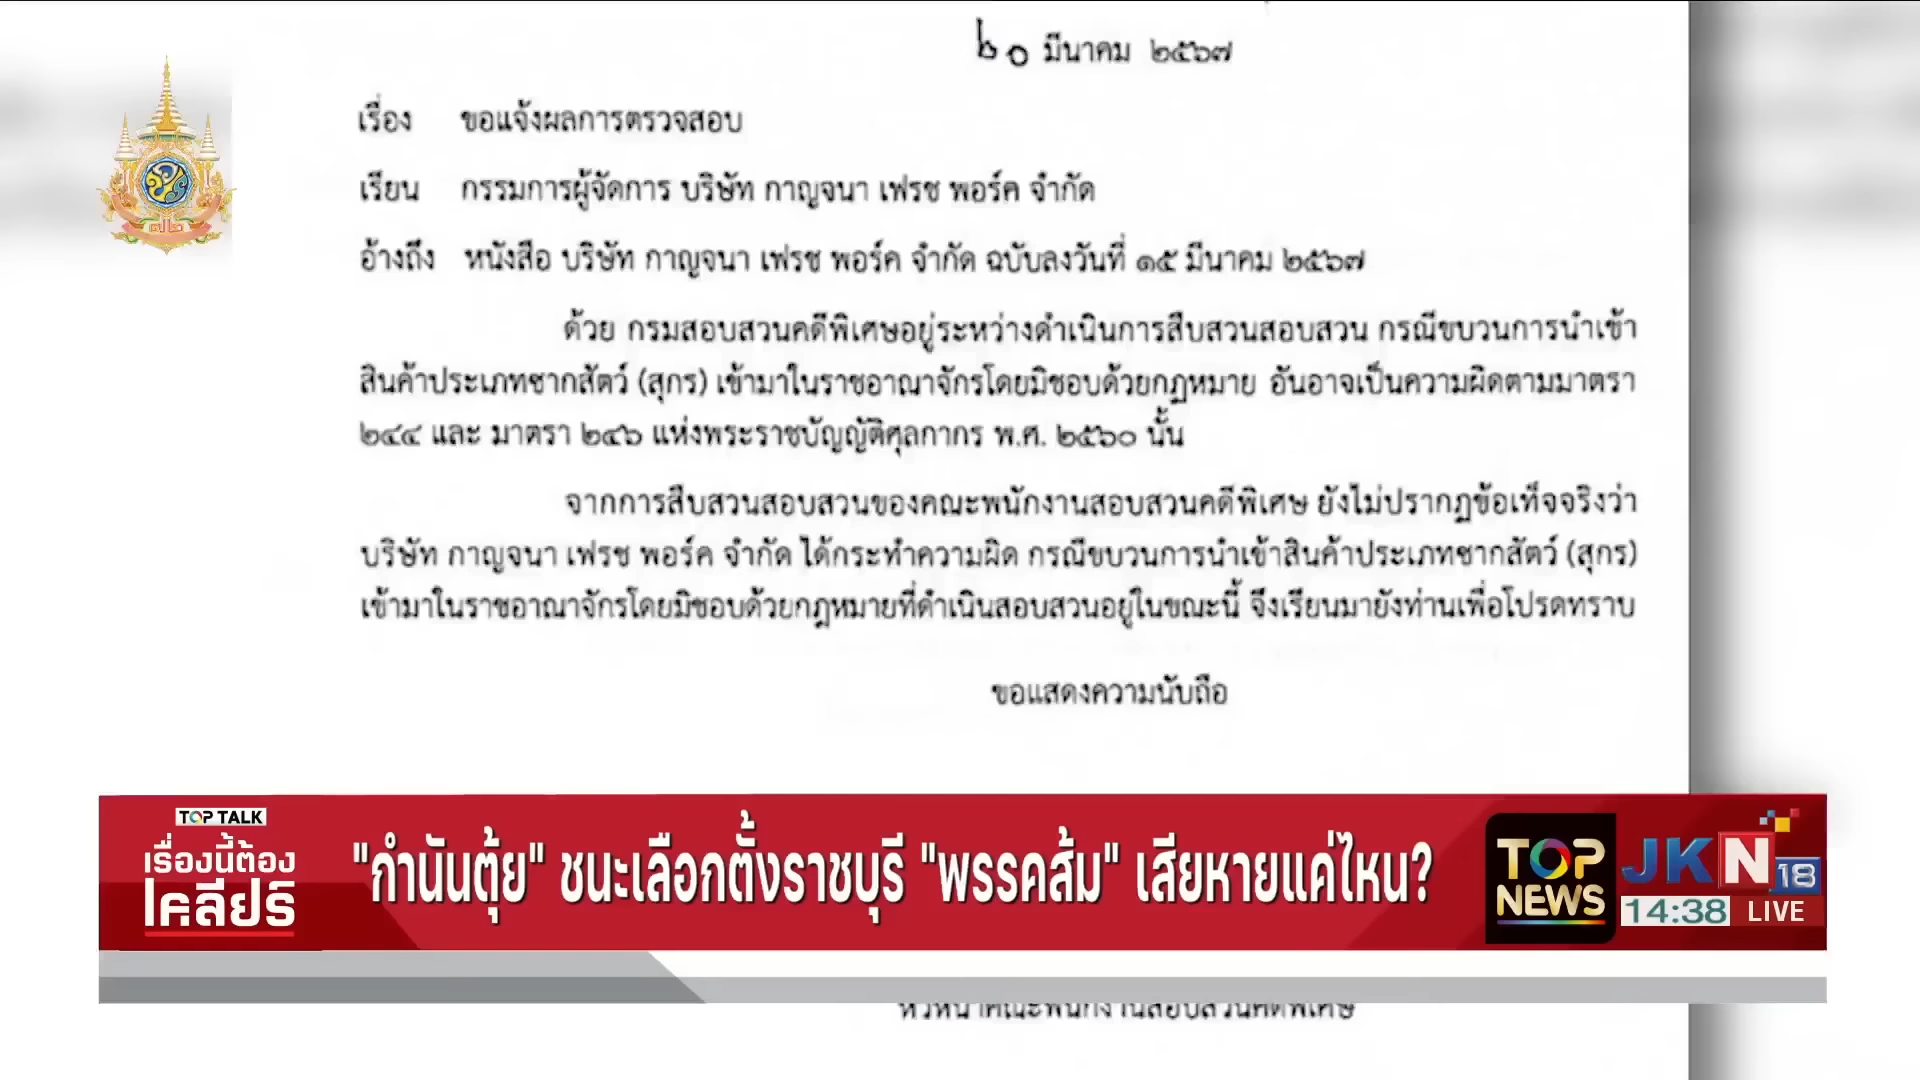 ๒๐ มีนาคม ๒๕๖๗
เรื่อง ขอแจ้งผลการตรวจสอบ
เรียน กรรมการผู้จัดการ บริษัท กาญจนา เฟรช พอร์ค จำกัด
อ้างถึง หนังสือ บริษัท กาญจนา เฟรช พอร์ค จำกัด ฉบับลงวันที่ ๑๕ มีนาคม ๒๕๖๗
ด้วย กรมสอบสวนคดีพิเศษอยู่ระหว่างดำเนินการสืบสวนสอบสวน กรณีขบวนการนำเข้า
สินค้าประเภทซากสัตว์ (สุกร) เข้ามาในราชอาณาจักรโดยมิชอบด้วยกฎหมาย อันอาจเป็นความผิดตามมาตรา
๒๔๔ และ มาตรา ๒๔๖ แห่งพระราชบัญญัติศุลกากร พ.ศ. ๒๕๖๐ นั้น
จากการสืบสวนสอบสวนของคณะพนักงานสอบสวนคดีพิเศษ ยังไม่ปรากฏข้อเท็จจริงว่า
บริษัท กาญจนา เฟรช พอร์ค จำกัด ได้กระทำความผิด กรณีขบวนการนำเข้าสินค้าประเภทซากสัตว์ (สุกร)
เข้ามาในราชอาณาจักรโดยมิชอบด้วยกฎหมายที่ดำเนินสอบสวนอยู่ในขณะนี้ จึงเรียนมายังท่านเพื่อโปรดทราบ
ขอแสดงความนับถือ
TOP TALK
เรื่องนี้ต้อง
เคลียร์
"กำนันตุ้ย" ชนะเลือกตั้งราชบุรี "พรรคส้ม" เสียหายแค่ไหน?
TOP
NEWS
JKN
18
14:38 LIVE
หัวหน้าคณะพนักงานสอบสวนคดีพิเศษ